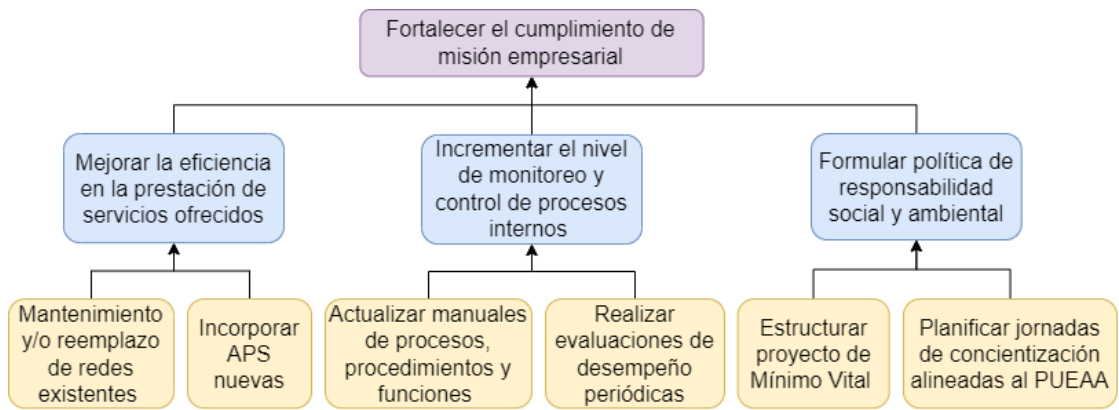 Fortalecer el cumplimiento de
misión empresarial
Mejorar la eficiencia
en la prestación de
servicios ofrecidos
Incrementar el nivel
de monitoreo y
control de procesos
internos
Formular política de
responsabilidad
social y ambiental
Mantenimiento
y/o reemplazo
de redes
existentes
Incorporar
APS
nuevas
Actualizar manuales
de procesos,
procedimientos y
funciones
Realizar
evaluaciones de
desempeño
periódicas
Estructurar
proyecto de
Mínimo Vital
Planificar jornadas
de concientización
alineadas al PUEAA